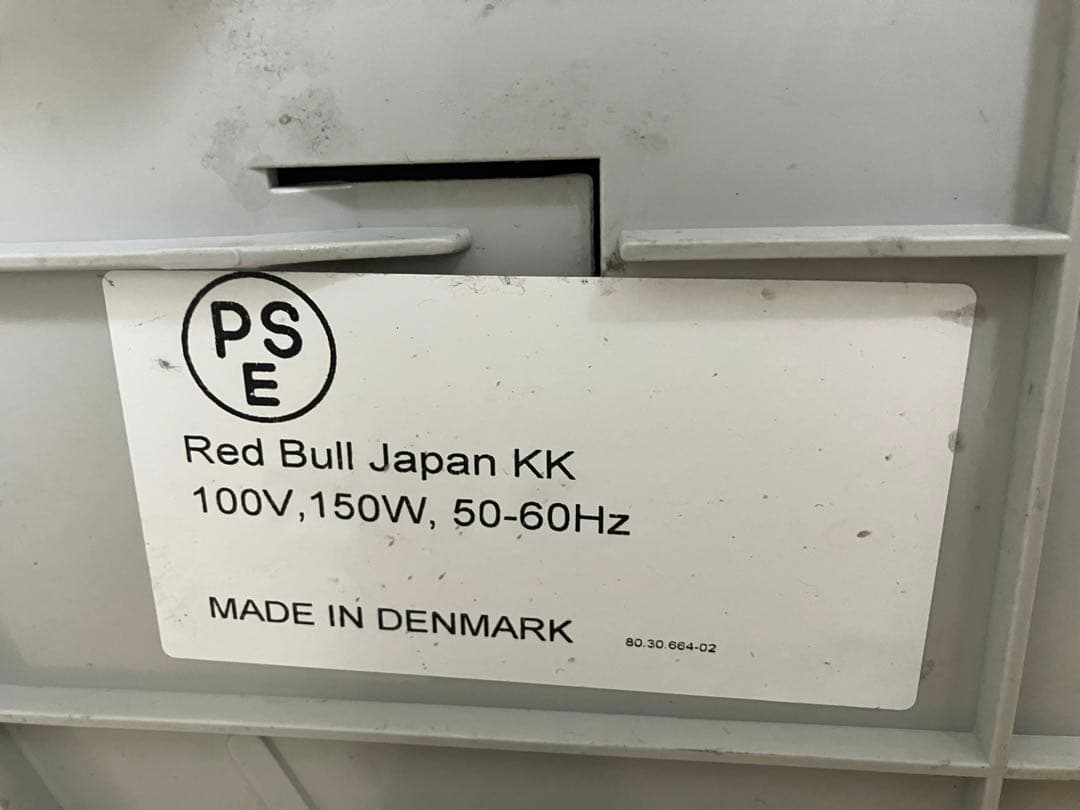 PS
E
Red Bull Japan KK
100V,150W, 50-60Hz
MADE IN DENMARK
80.30.664-02